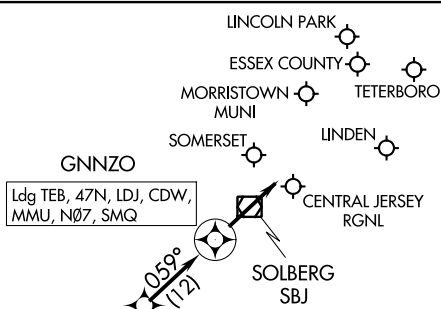 LINCOLN PARK
ESSEX COUNTY
TETERBORO
MORRISTOWN
MUNI
SOMERSET
LINDEN
GNNZO
Ldg TEB, 47N, LDJ, CDW,
MMU, NØ7, SMQ
CENTRAL JERSEY
RGNL
SOLBERG
SBJ
059°
(12)